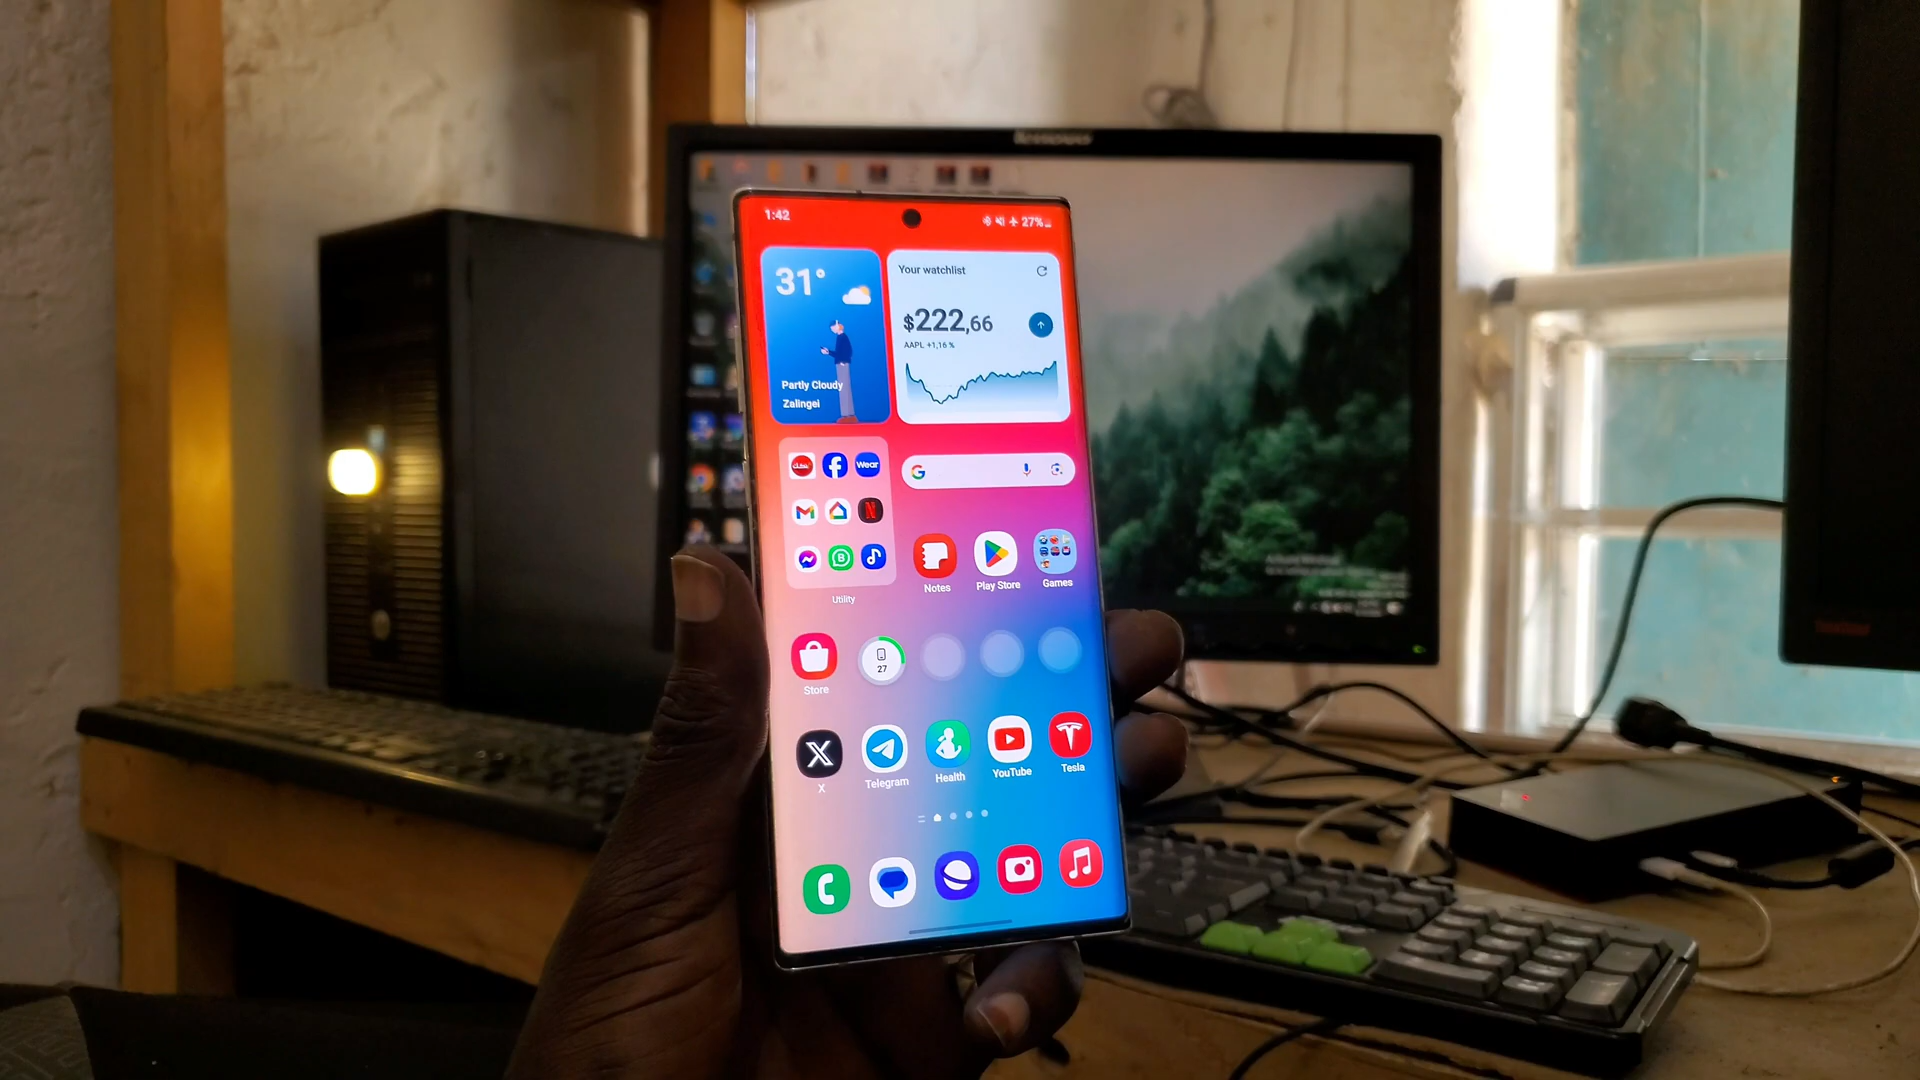 lenovo
1:42
27%
31°
Partly Cloudy
Zalingei
Your watchlist
$222,66
AAPL +1,16 %
Wear
B
Utility
Notes
Play Store
Games
Store
27
X
Telegram
Health
YouTube
Tesla